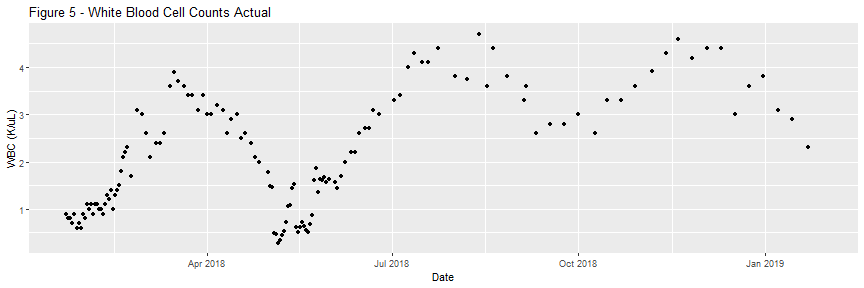 Figure 5 - White Blood Cell Counts Actual
WBC (K/uL)
4
3
2
1
Apr 2018 Jul 2018 Oct 2018 Jan 2019
Date